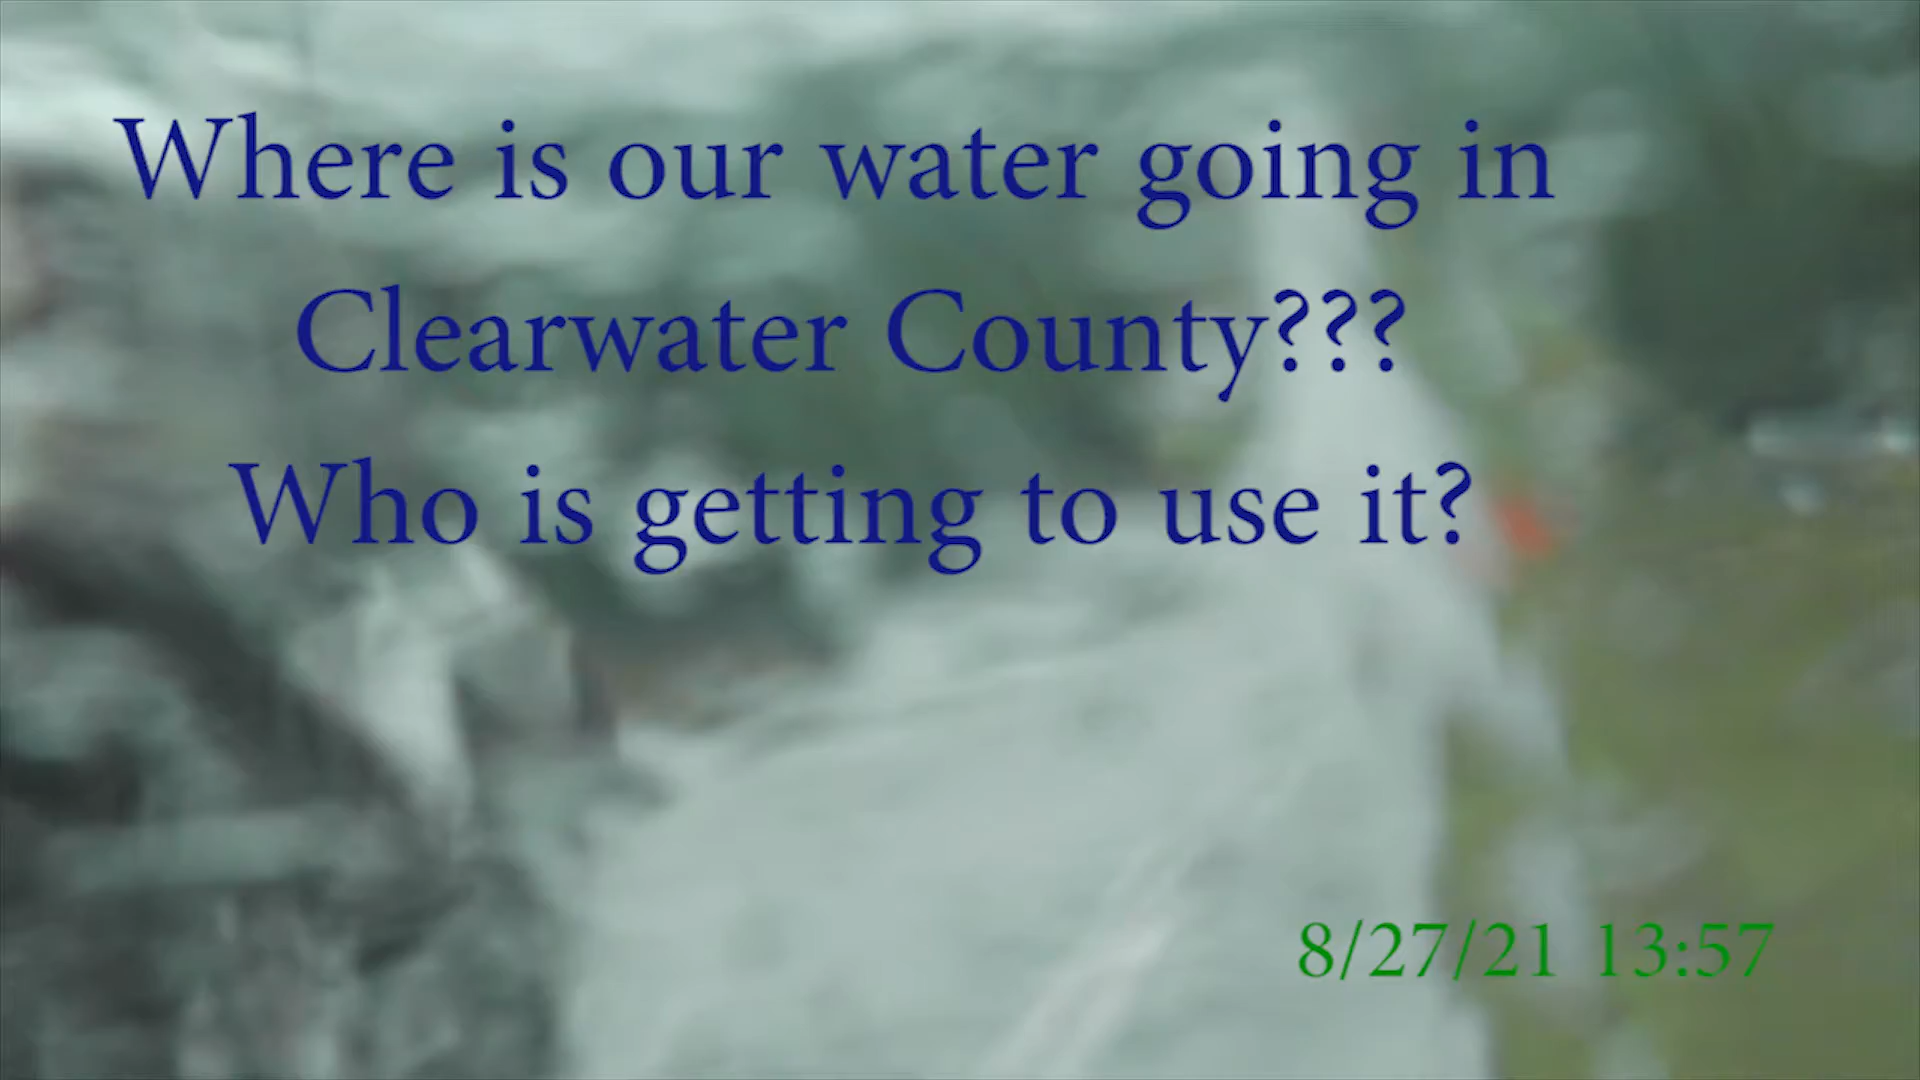 Where is our water going in
Clearwater County???
Who is getting to use it?
8/27/21 13:57